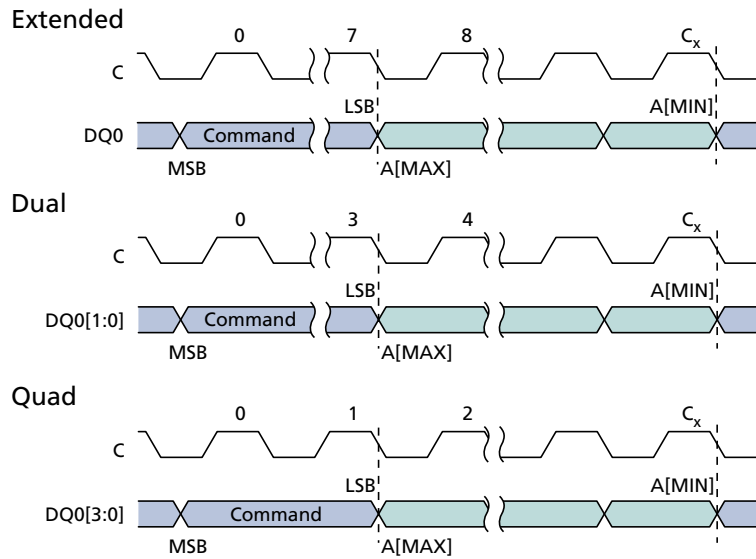 Extended
0 7 8 Cx
C
LSB A[MIN]
DQ0 Command
MSB A[MAX]
Dual
0 3 4 Cx
C
LSB A[MIN]
DQ0[1:0] Command
MSB A[MAX]
Quad
0 1 2 Cx
C
LSB A[MIN]
DQ0[3:0] Command
MSB A[MAX]